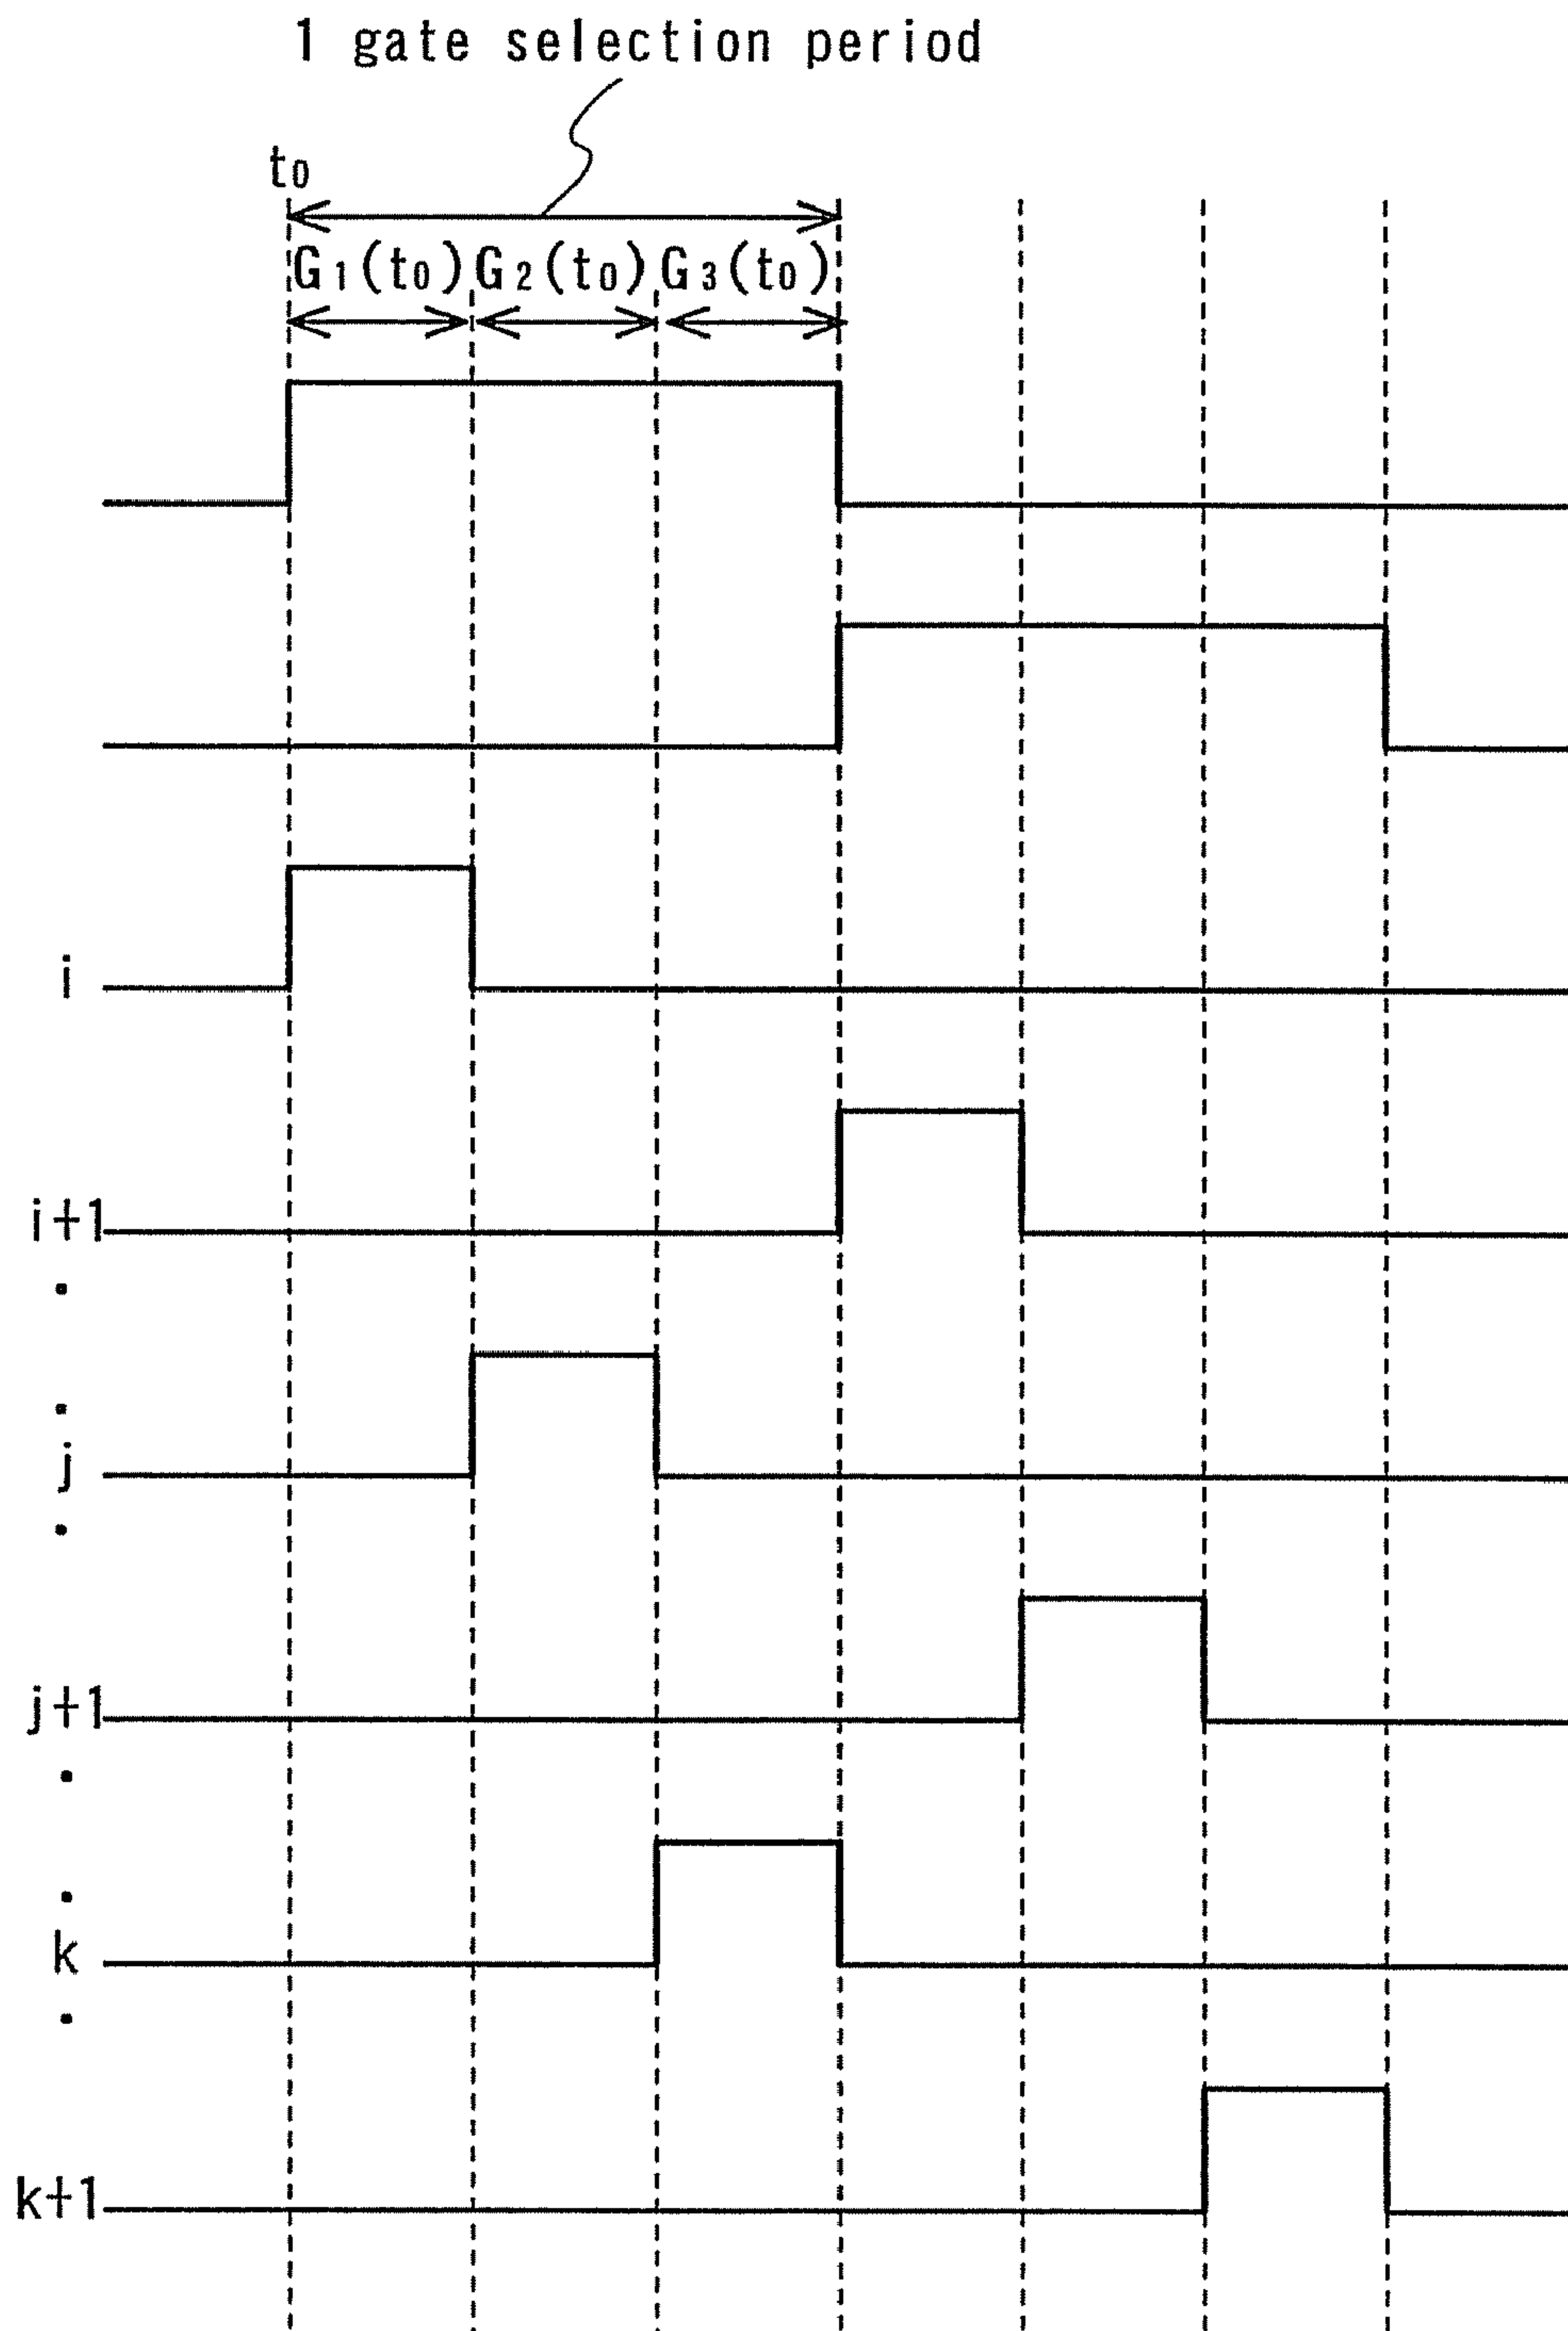 1 gate selection period
t0
G1(t0) G2(t0) G3(t0)
i
i+1
.
.
j
.
j+1
.
.
k
.
k+1